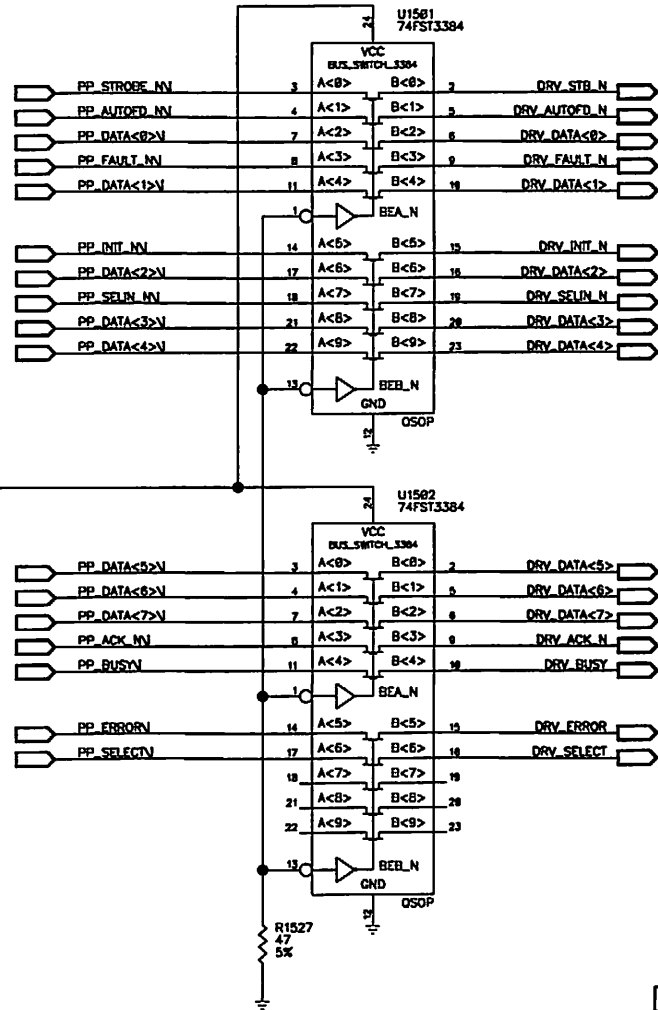 U1501
74FST3384
24
VCC
BUS_SWITCH_3384
PP_STROBE_N\I 3 A<0> B<0> 2 DRV_STB_N
PP_AUTOFD_N\I 4 A<1> B<1> 5 DRV_AUTOFD_N
PP_DATA<0>\I 7 A<2> B<2> 6 DRV_DATA<0>
PP_FAULT_N\I 8 A<3> B<3> 9 DRV_FAULT_N
PP_DATA<1>\I 11 A<4> B<4> 10 DRV_DATA<1>
1 BEA_N
PP_INIT_N\I 14 A<5> B<5> 15 DRV_INIT_N
PP_DATA<2>\I 17 A<6> B<6> 16 DRV_DATA<2>
PP_SELIN_N\I 18 A<7> B<7> 19 DRV_SELIN_N
PP_DATA<3>\I 21 A<8> B<8> 20 DRV_DATA<3>
PP_DATA<4>\I 22 A<9> B<9> 23 DRV_DATA<4>
13 BEB_N
GND
12 QSOP
U1502
74FST3384
24
VCC
BUS_SWITCH_3384
PP_DATA<5>\I 3 A<0> B<0> 2 DRV_DATA<5>
PP_DATA<6>\I 4 A<1> B<1> 5 DRV_DATA<6>
PP_DATA<7>\I 7 A<2> B<2> 6 DRV_DATA<7>
PP_ACK_N\I 8 A<3> B<3> 9 DRV_ACK_N
PP_BUSY\I 11 A<4> B<4> 10 DRV_BUSY
1 BEA_N
PP_ERROR\I 14 A<5> B<5> 15 DRV_ERROR
PP_SELECT\I 17 A<6> B<6> 16 DRV_SELECT
18 A<7> B<7> 19
21 A<8> B<8> 20
22 A<9> B<9> 23
13 BEB_N
GND
12 QSOP
R1527
47
5%